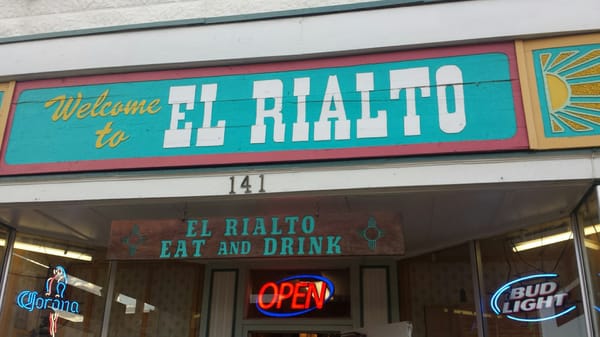 Welcome
to
EL RIALTO
141
EL RIALTO
EAT AND DRINK
OPEN
Corona
BUD
LIGHT